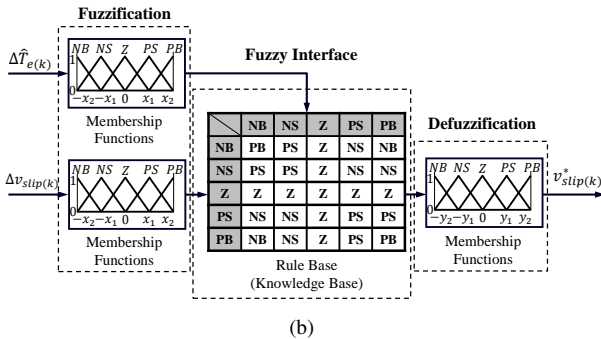 Fuzzification
NB NS Z PS PB
1
0
−x₂ −x₁ 0 x₁ x₂
ΔT̂ₑ₍ₖ₎
Membership
Functions
Fuzzy Interface
NB NS Z PS PB
1
0
−x₂ −x₁ 0 x₁ x₂
Δv_slip(k)
Membership
Functions
NB NS Z PS PB
NB PB PS Z NS NB
NS PS PS Z NS NS
Z Z Z Z Z Z
PS NS NS Z PS PS
PB NB NS Z PS PB
Rule Base
(Knowledge Base)
Defuzzification
NB NS Z PS PB
1
0
−y₂ −y₁ 0 y₁ y₂
v*_slip(k)
Membership
Functions
(b)